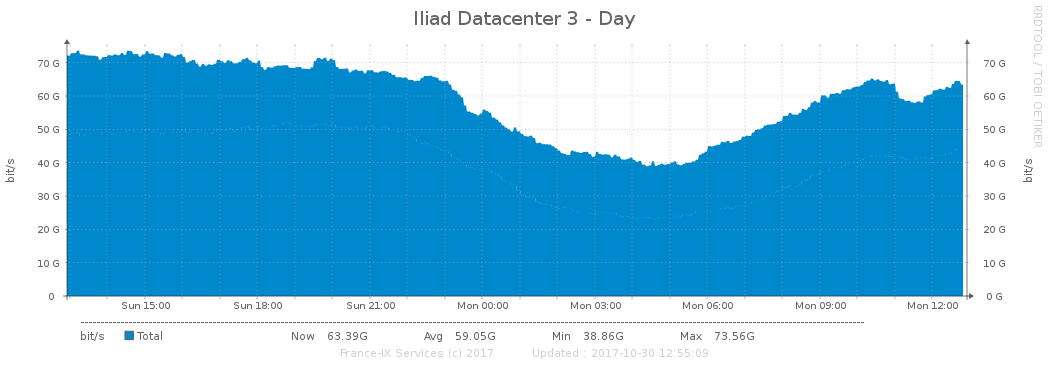 Iliad Datacenter 3 - Day
RRDTOOL / TOBI OETIKER
bit/s
70 G
60 G
50 G
40 G
30 G
20 G
10 G
0
70 G
60 G
50 G
40 G
30 G
20 G
10 G
0 G
bit/s
Sun 15:00 Sun 18:00 Sun 21:00 Mon 00:00 Mon 03:00 Mon 06:00 Mon 09:00 Mon 12:00
bit/s Total Now 63.39G Avg 59.05G Min 38.86G Max 73.56G
France-IX Services (c) 2017 Updated : 2017-10-30 12:55:09